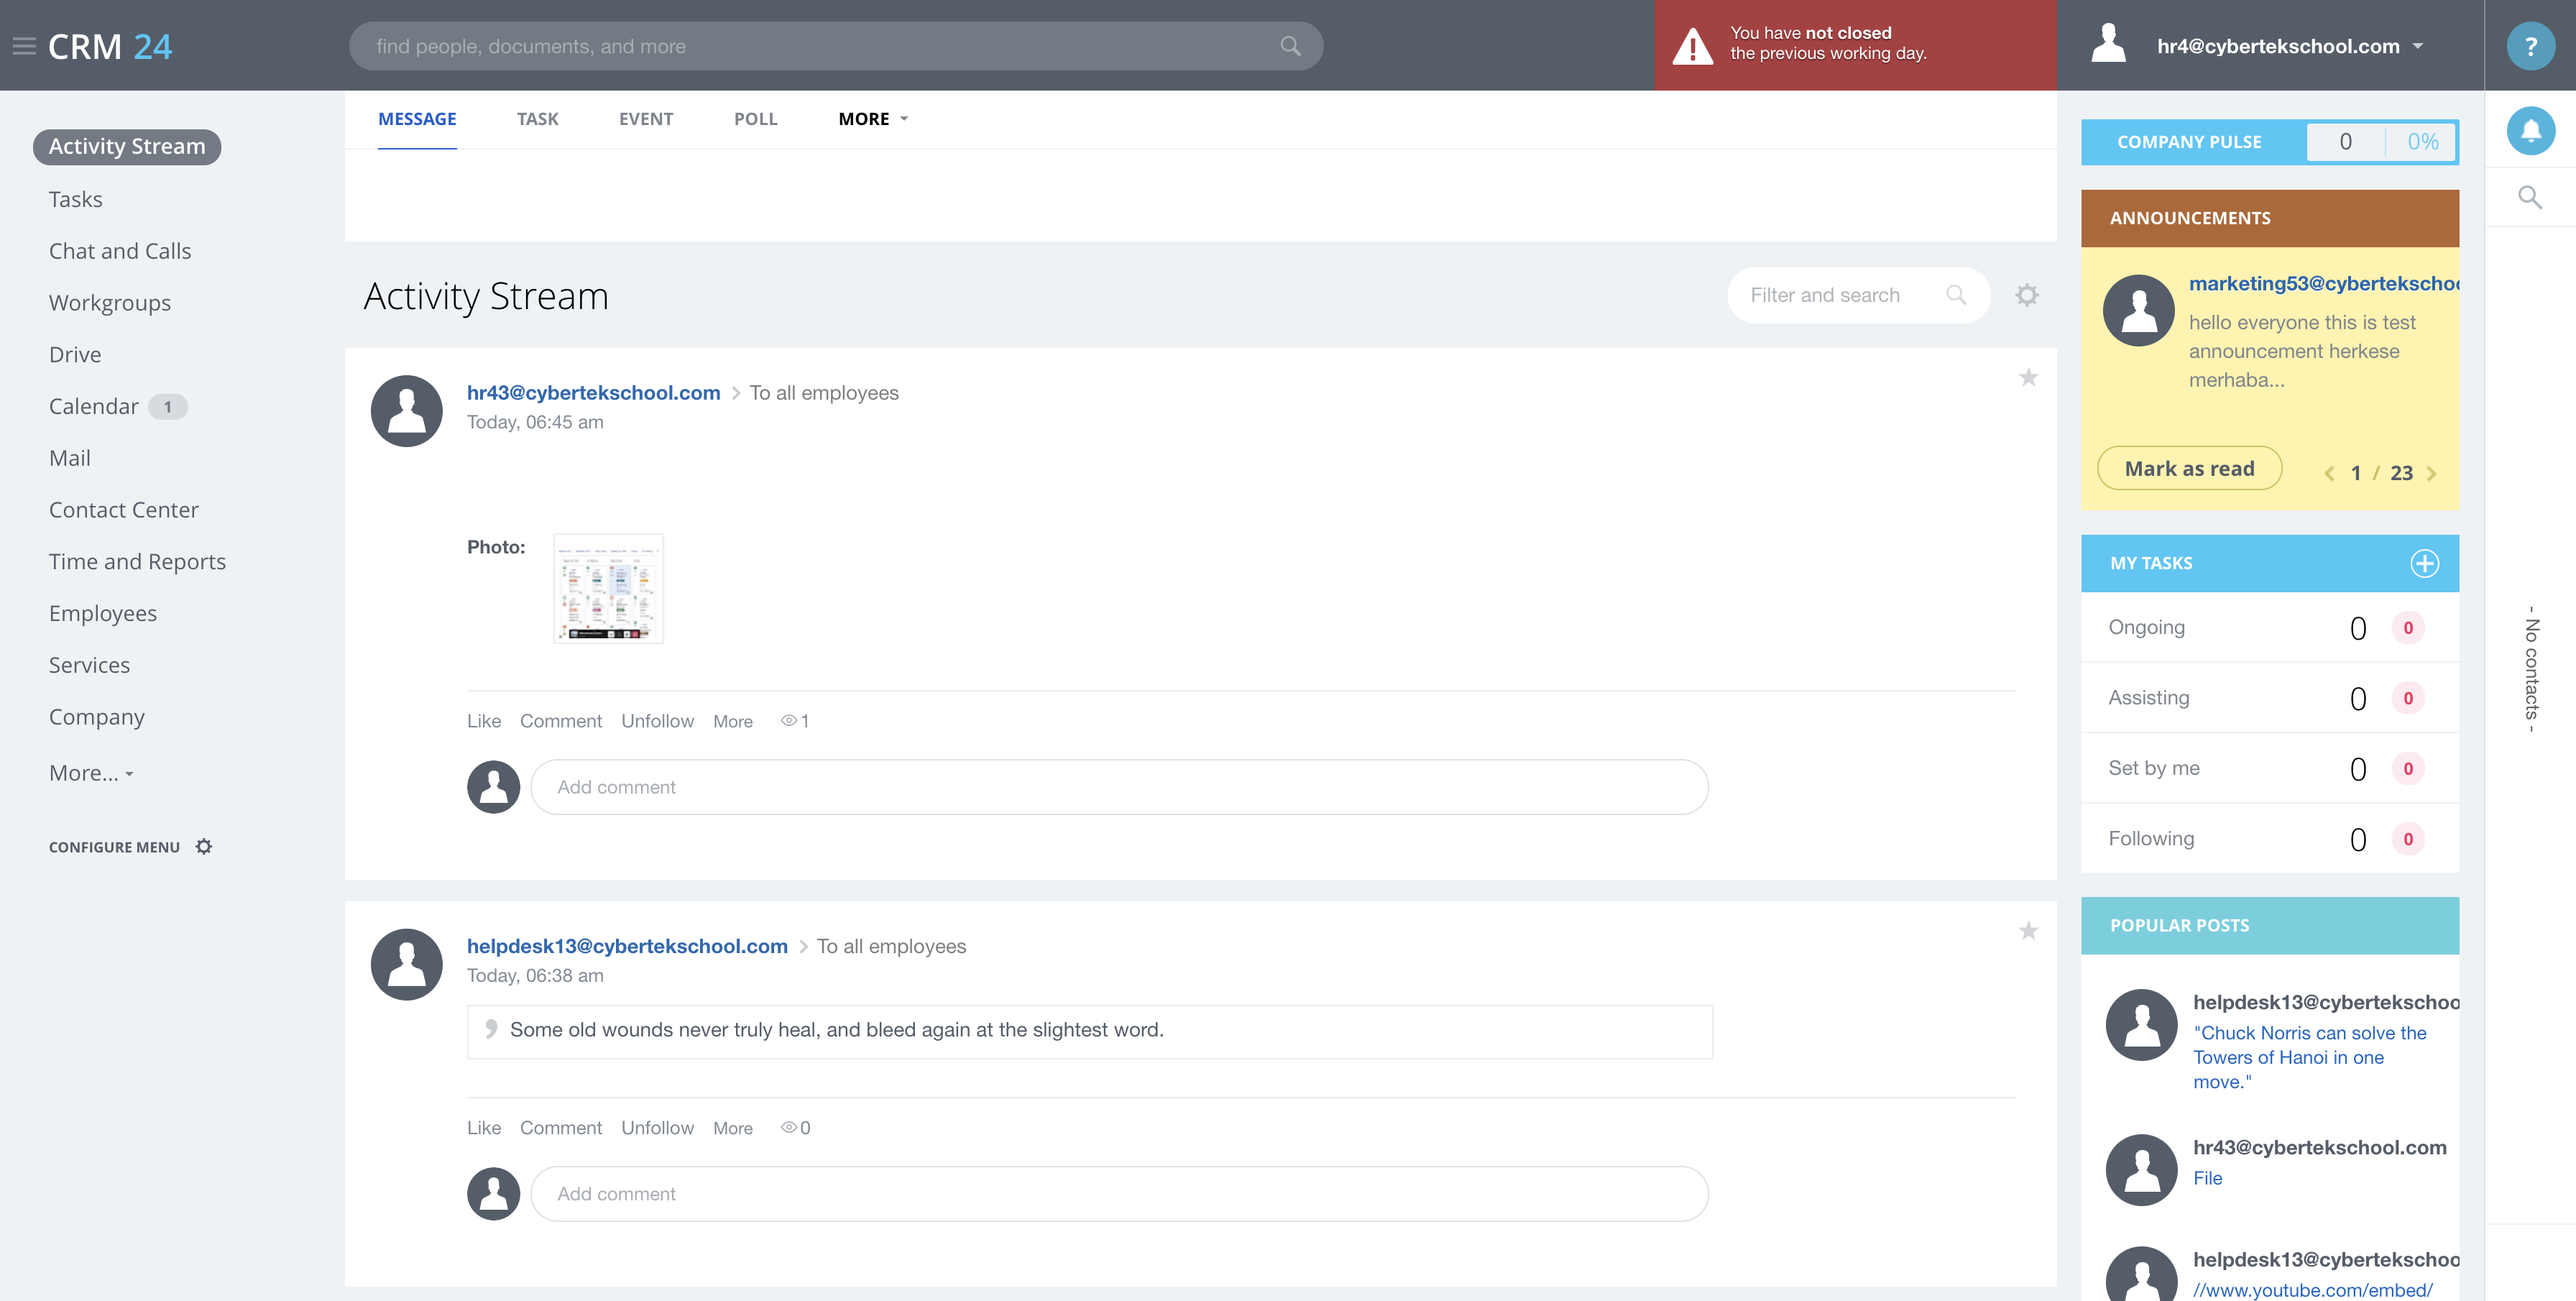 CRM 24
find people, documents, and more
You have not closed
the previous working day.
hr4@cybertekschool.com
?
Activity Stream
Tasks
Chat and Calls
Workgroups
Drive
Calendar 1
Mail
Contact Center
Time and Reports
Employees
Services
Company
More...
CONFIGURE MENU
MESSAGE TASK EVENT POLL MORE
Activity Stream
Filter and search
hr43@cybertekschool.com To all employees
Today, 06:45 am
Photo:
Like Comment Unfollow More 1
Add comment
helpdesk13@cybertekschool.com To all employees
Today, 06:38 am
Some old wounds never truly heal, and bleed again at the slightest word.
Like Comment Unfollow More 0
Add comment
COMPANY PULSE 0 0%
ANNOUNCEMENTS
marketing53@cybertekschoo
hello everyone this is test
announcement herkese
merhaba...
Mark as read 1 / 23
MY TASKS
Ongoing 0 0
Assisting 0 0
Set by me 0 0
Following 0 0
POPULAR POSTS
helpdesk13@cybertekschoo
"Chuck Norris can solve the
Towers of Hanoi in one
move."
hr43@cybertekschool.com
File
helpdesk13@cybertekschoo
//www.youtube.com/embed/
- No contacts -